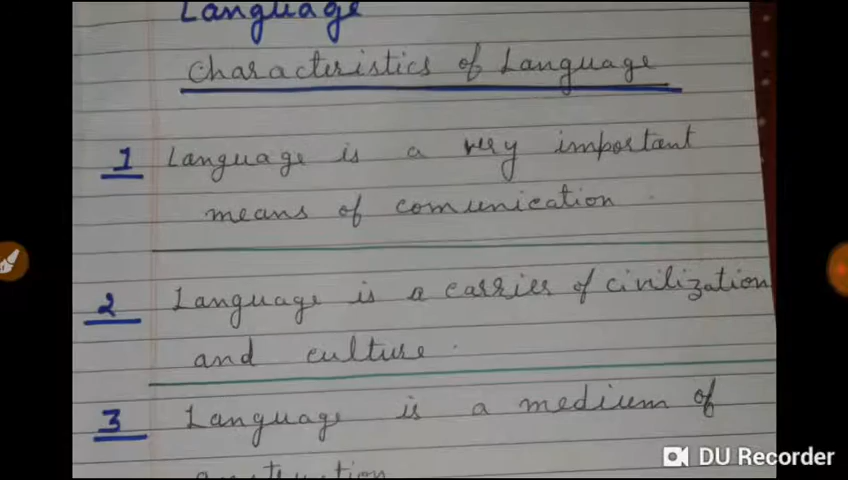 Language
Characteristics of Language
1 Language is a very important
means of comunication
2 Language is a carrier of civilization
and culture.
3 Language is a medium of
DU Recorder